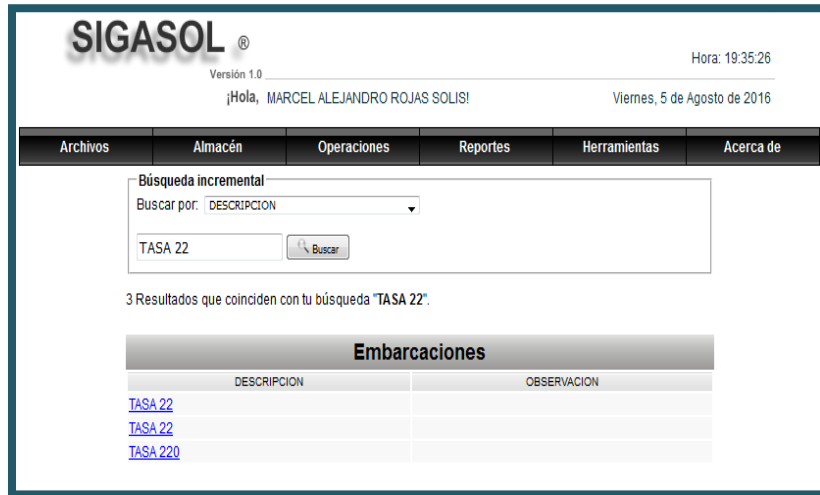 SIGASOL ®
Versión 1.0
Hora: 19:35:26
¡Hola, MARCEL ALEJANDRO ROJAS SOLIS!
Viernes, 5 de Agosto de 2016
Archivos Almacén Operaciones Reportes Herramientas Acerca de
Búsqueda incremental
Buscar por: DESCRIPCION
TASA 22 Buscar
3 Resultados que coinciden con tu búsqueda "TASA 22".
Embarcaciones
DESCRIPCION OBSERVACION
TASA 22
TASA 22
TASA 220